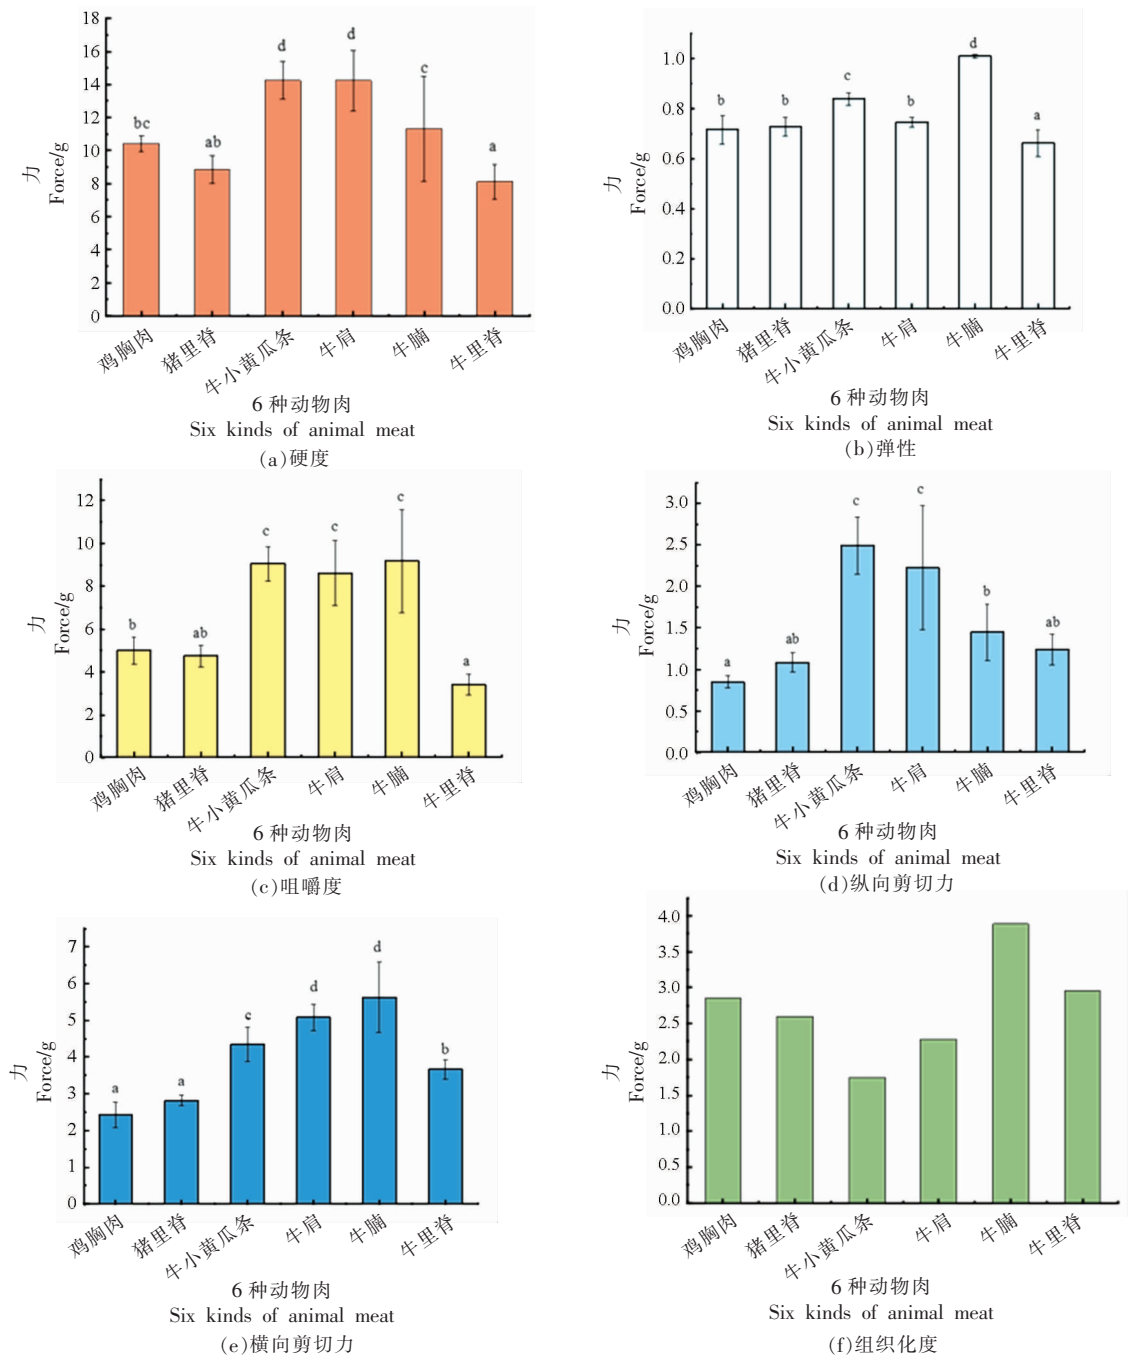 18
16
14
12
10
8
6
4
2
0
力
Force/g
bc
ab
d
d
c
a
鸡胸肉
猪里脊
牛小黄瓜条
牛肩
牛腩
牛里脊
6 种动物肉
Six kinds of animal meat
(a)硬度
1.0
0.8
0.6
0.4
0.2
0.0
力
Force/g
b
b
c
b
d
a
鸡胸肉
猪里脊
牛小黄瓜条
牛肩
牛腩
牛里脊
6 种动物肉
Six kinds of animal meat
(b)弹性
12
10
8
6
4
2
0
力
Force/g
b
ab
c
c
c
a
鸡胸肉
猪里脊
牛小黄瓜条
牛肩
牛腩
牛里脊
6 种动物肉
Six kinds of animal meat
(c)咀嚼度
3.0
2.5
2.0
1.5
1.0
0.5
0.0
力
Force/g
a
ab
c
c
b
ab
鸡胸肉
猪里脊
牛小黄瓜条
牛肩
牛腩
牛里脊
6 种动物肉
Six kinds of animal meat
(d)纵向剪切力
7
6
5
4
3
2
1
0
力
Force/g
a
a
c
d
d
b
鸡胸肉
猪里脊
牛小黄瓜条
牛肩
牛腩
牛里脊
6 种动物肉
Six kinds of animal meat
(e)横向剪切力
4.0
3.5
3.0
2.5
2.0
1.5
1.0
0.5
0.0
力
Force/g
鸡胸肉
猪里脊
牛小黄瓜条
牛肩
牛腩
牛里脊
6 种动物肉
Six kinds of animal meat
(f)组织化度